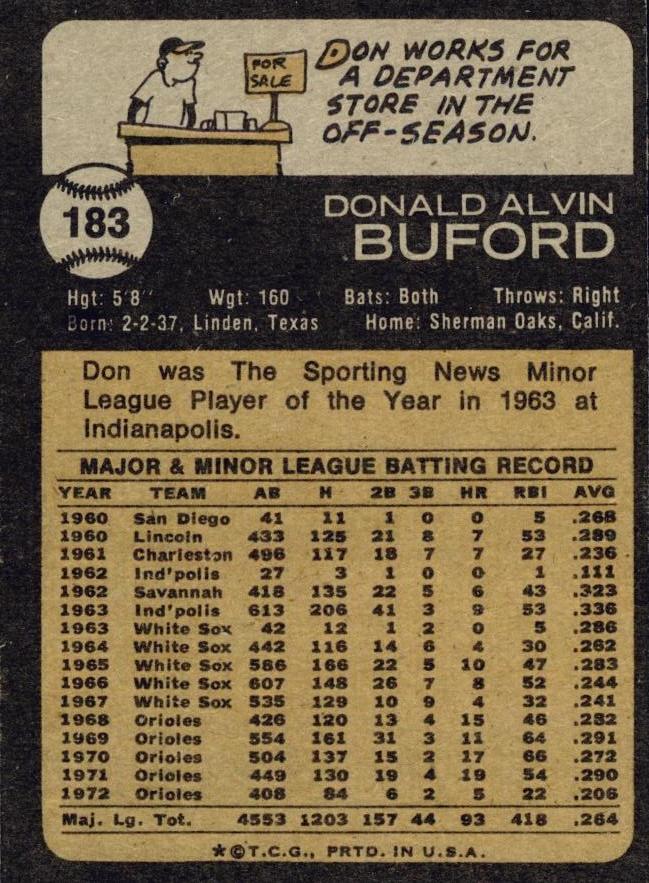 FOR
SALE
DON WORKS FOR
A DEPARTMENT
STORE IN THE
OFF-SEASON.
183
DONALD ALVIN
BUFORD
Hgt: 5'8" Wgt: 160 Bats: Both Throws: Right
Born: 2-2-37, Linden, Texas Home: Sherman Oaks, Calif.
Don was The Sporting News Minor
League Player of the Year in 1963 at
Indianapolis.
MAJOR & MINOR LEAGUE BATTING RECORD
YEAR TEAM AB H 2B 3B HR RBI AVG
1960 San Diego 41 11 1 0 0 5 .268
1960 Lincoln 433 125 21 8 7 53 .289
1961 Charleston 496 117 18 7 7 27 .236
1962 Ind'polis 27 3 1 0 0 1 .111
1962 Savannah 418 135 22 5 6 43 .323
1963 Ind'polis 613 206 41 3 9 53 .336
1963 White Sox 42 12 1 2 0 5 .286
1964 White Sox 442 116 14 6 4 30 .262
1965 White Sox 586 166 22 5 10 47 .283
1966 White Sox 607 148 26 7 8 52 .244
1967 White Sox 535 129 10 9 4 32 .241
1968 Orioles 426 120 13 4 15 46 .282
1969 Orioles 554 161 31 3 11 64 .291
1970 Orioles 504 137 15 2 17 66 .272
1971 Orioles 449 130 19 4 19 54 .290
1972 Orioles 408 84 6 2 5 22 .206
Maj. Lg. Tot. 4553 1203 157 44 93 418 .264
★©T.C.G., PRTD. IN U.S.A.